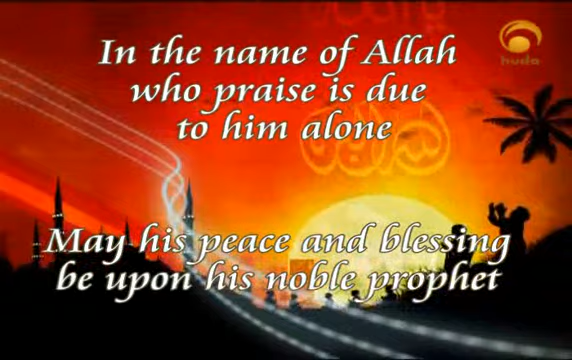 huda
In the name of Allah
who praise is due
to him alone
May his peace and blessing
be upon his noble prophet